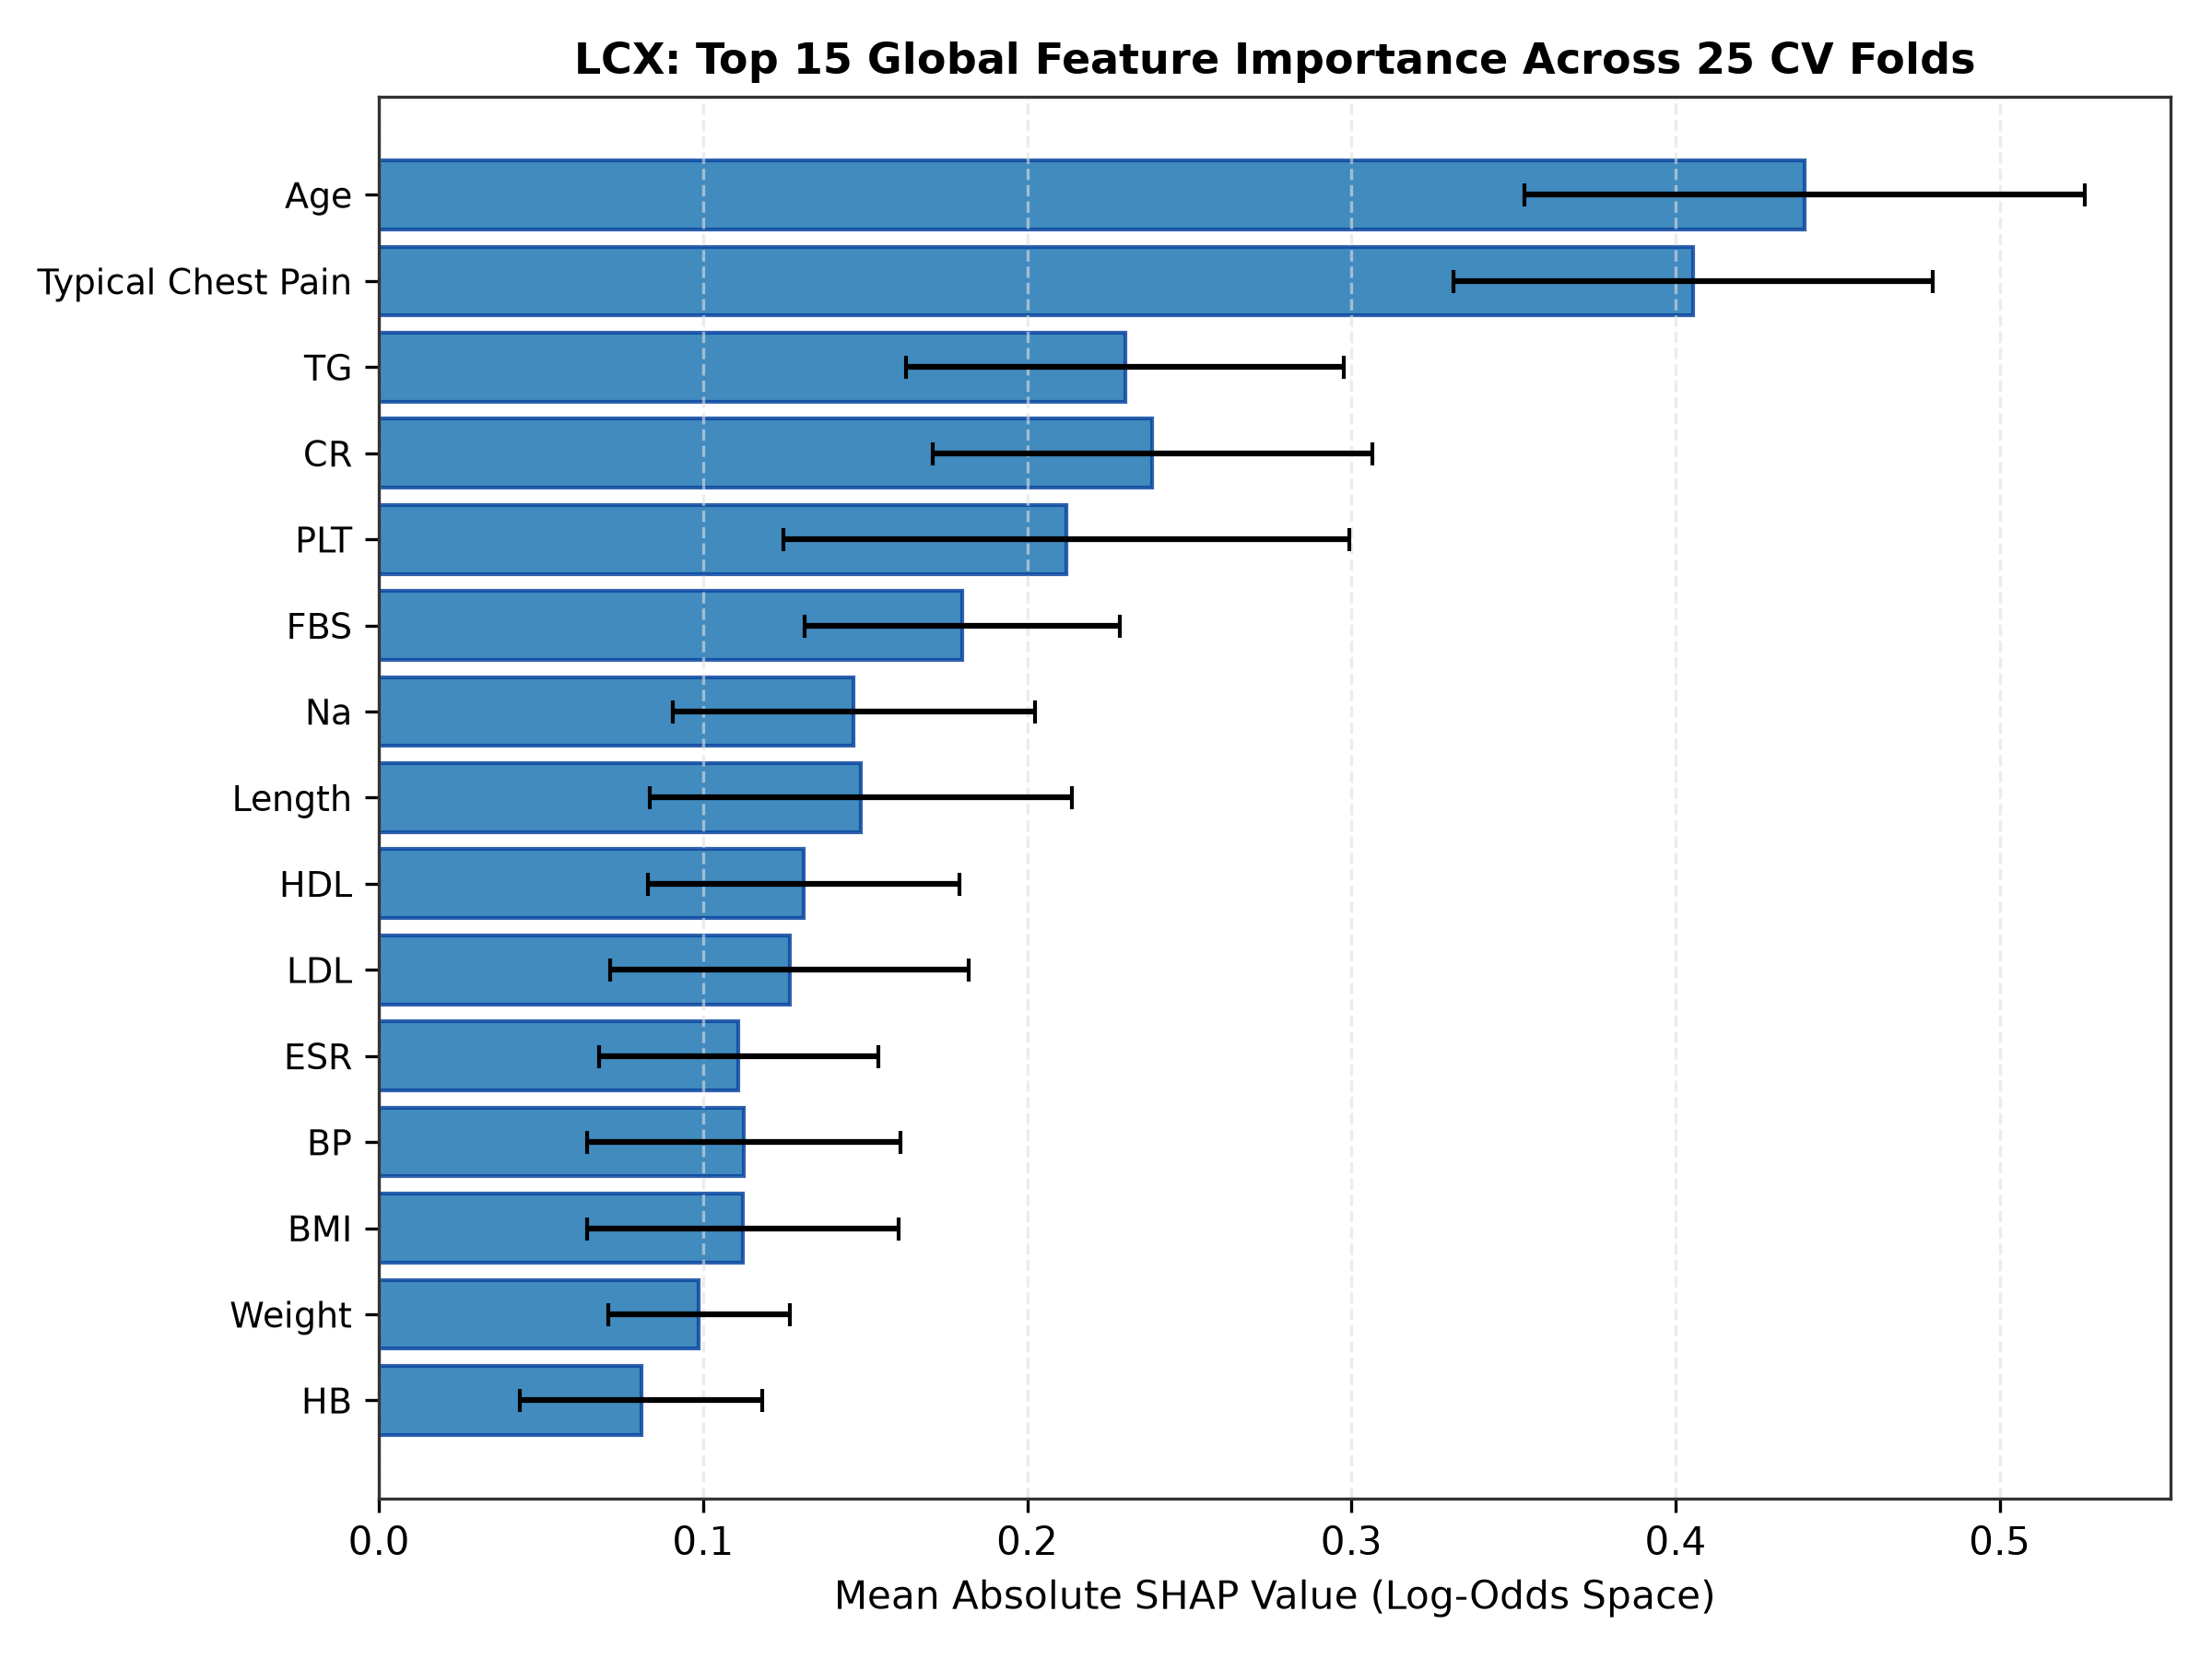 LCX: Top 15 Global Feature Importance Across 25 CV Folds
Age
Typical Chest Pain
TG
CR
PLT
FBS
Na
Length
HDL
LDL
ESR
BP
BMI
Weight
HB
0.0 0.1 0.2 0.3 0.4 0.5
Mean Absolute SHAP Value (Log-Odds Space)